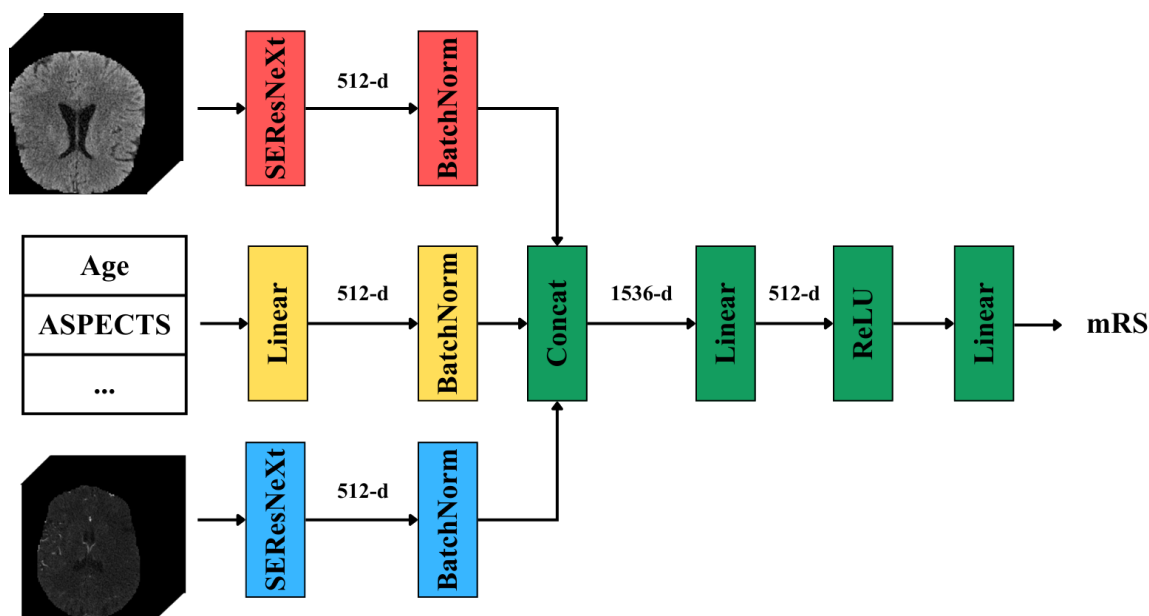 SEResNeXt
512-d
BatchNorm
Age
ASPECTS
...
Linear
512-d
BatchNorm
Concat
1536-d
Linear
512-d
ReLU
Linear
mRS
SEResNeXt
512-d
BatchNorm